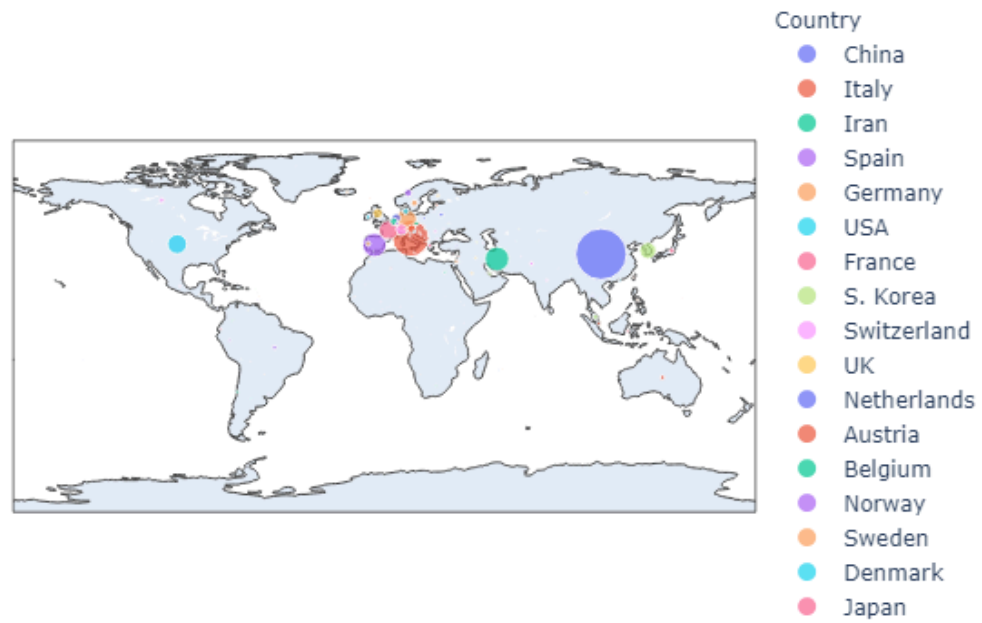 Country
China
Italy
Iran
Spain
Germany
USA
France
S. Korea
Switzerland
UK
Netherlands
Austria
Belgium
Norway
Sweden
Denmark
Japan